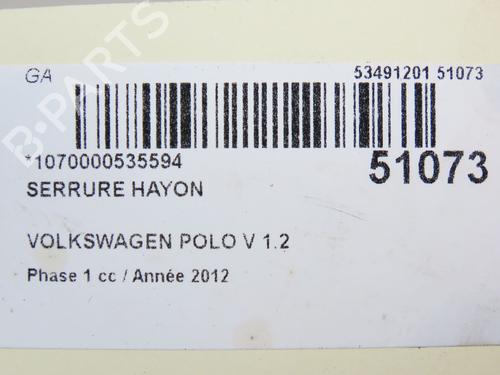 GA
53491201 51073
*1070000535594
51073
SERRURE HAYON
VOLKSWAGEN POLO V 1.2
Phase 1 cc / Année 2012
B-PARTS